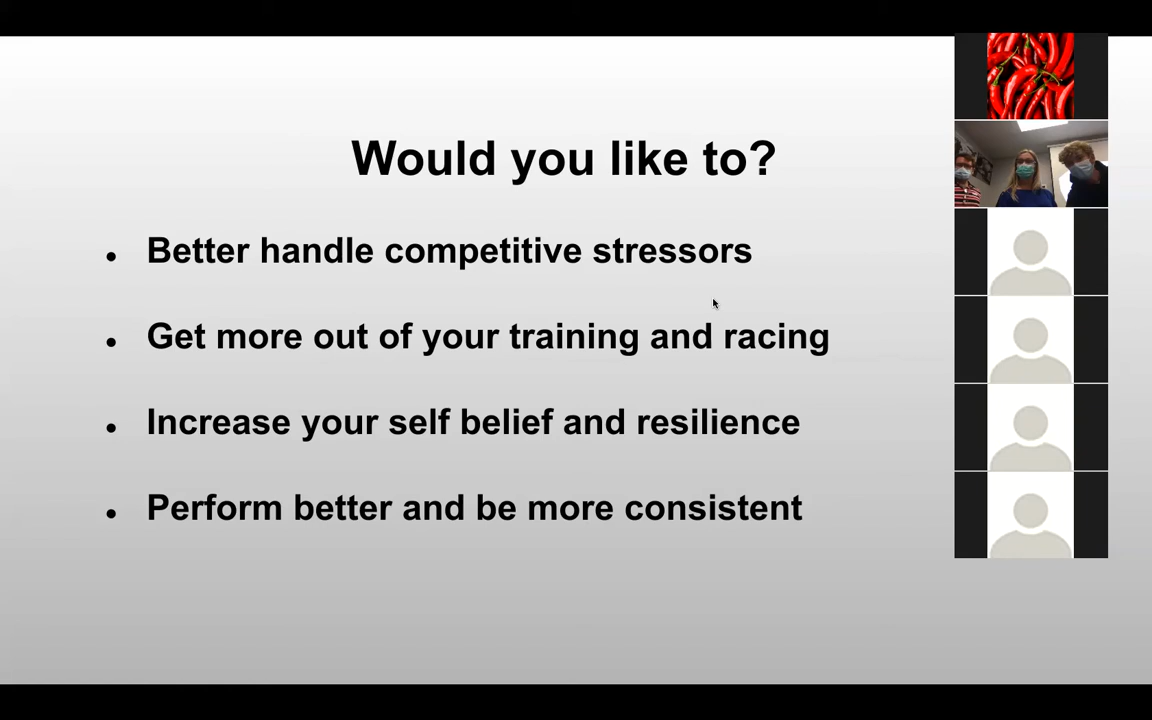 Would you like to?
Better handle competitive stressors
Get more out of your training and racing
Increase your self belief and resilience
Perform better and be more consistent